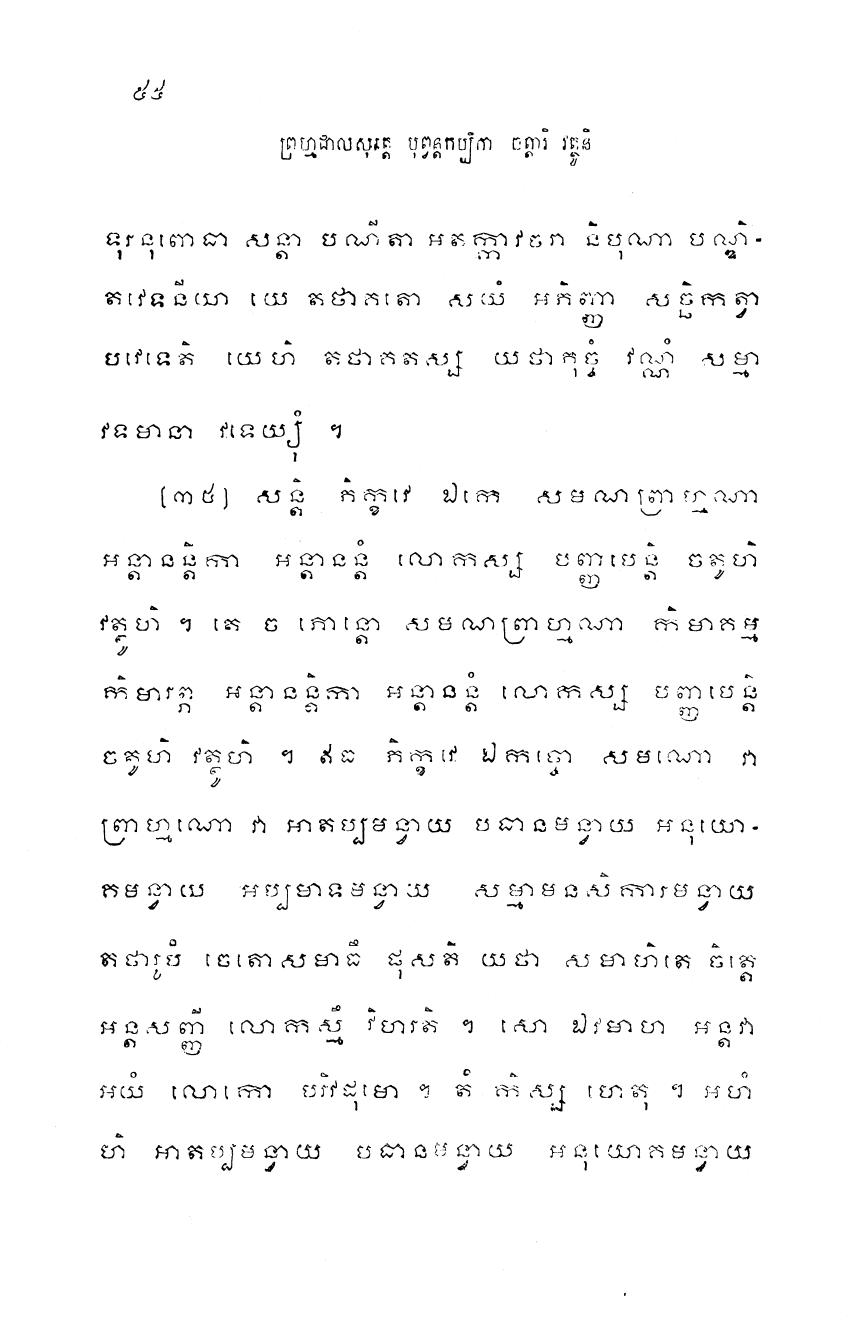 ៥៥
ព្រហ្មជាលសុត្តេ បុព្វន្តកប្បិកា ចត្តារិ វត្ថូនិ
ទុរនុពោធា សន្តា បណីតា អតក្កាវចរា និបុណា បណ្ឌិ-
តវេទនីយា យេ តថាគតោ សយំ អភិញ្ញា សច្ឆិកត្វា
បវេទេតិ យេហិ តថាគតស្ស យថាភុច្ចំ វណ្ណំ សម្មា
វទមានា វទេយ្យុំ ។
[៣៥] សន្តិ ភិក្ខវេ ឯកេ សមណព្រាហ្មណា
អន្តានន្តិកា អន្តានន្តំ លោកស្ស បញ្ញាបេន្តិ ចតូហិ
វត្ថូហិ ។ តេ ច ភោន្តោ សមណព្រាហ្មណា កិមាគម្ម
កិមារព្ភ អន្តានន្តិកា អន្តានន្តំ លោកស្ស បញ្ញាបេន្តិ
ចតូហិ វត្ថូហិ ។ ឥធ ភិក្ខវេ ឯកច្ចោ សមណោ វា
ព្រាហ្មណោ វា អាតប្បមន្វាយ បធានមន្វាយ អនុយោ-
គមន្វាយ អប្បមាទមន្វាយ សម្មាមនសិការមន្វាយ
តថារូបំ ចេតោសមាធឹ ផុសតិ យថា សមាហិតេ ចិត្តេ
អន្តសញ្ញី លោកស្មឹ វិហរតិ ។ សោ ឯវមាហ អន្តវា
អយំ លោកោ បរិវដុមោ ។ តំ កិស្ស ហេតុ ។ អហំ
ហិ អាតប្បមន្វាយ បធានមន្វាយ អនុយោគមន្វាយ